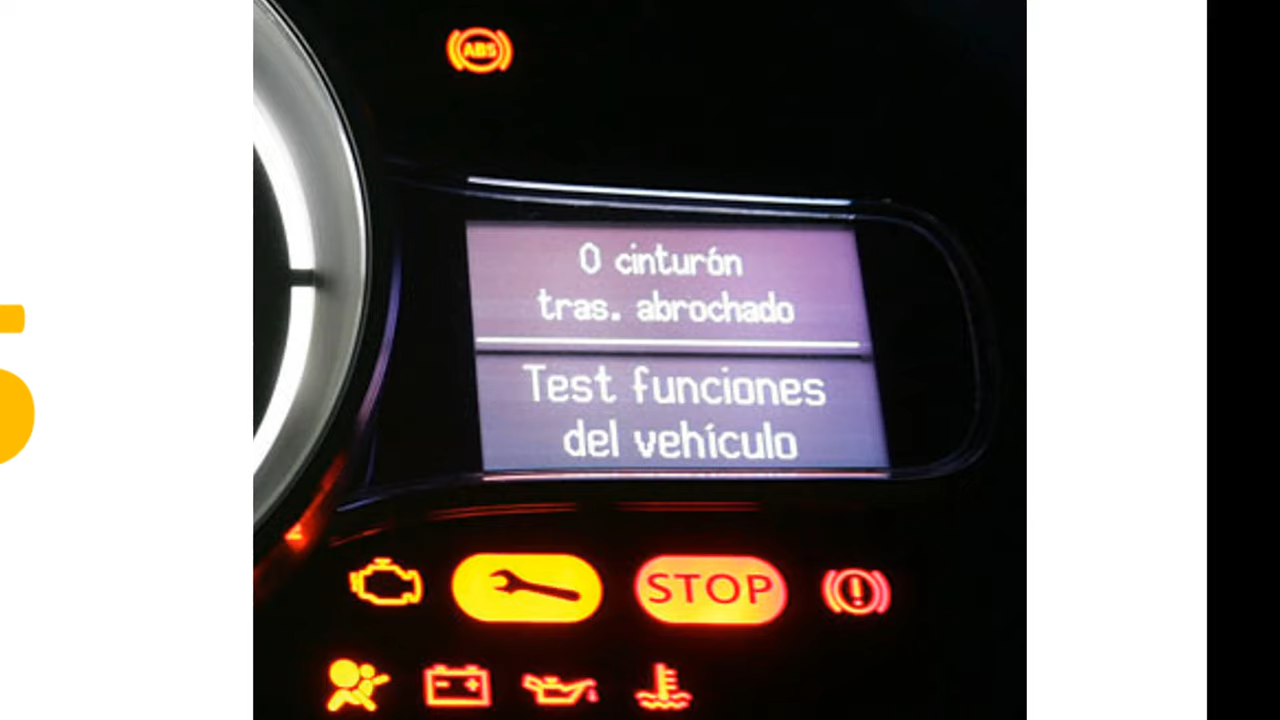 ABS
0 cinturón
tras. abrochado
Test funciones
del vehículo
STOP